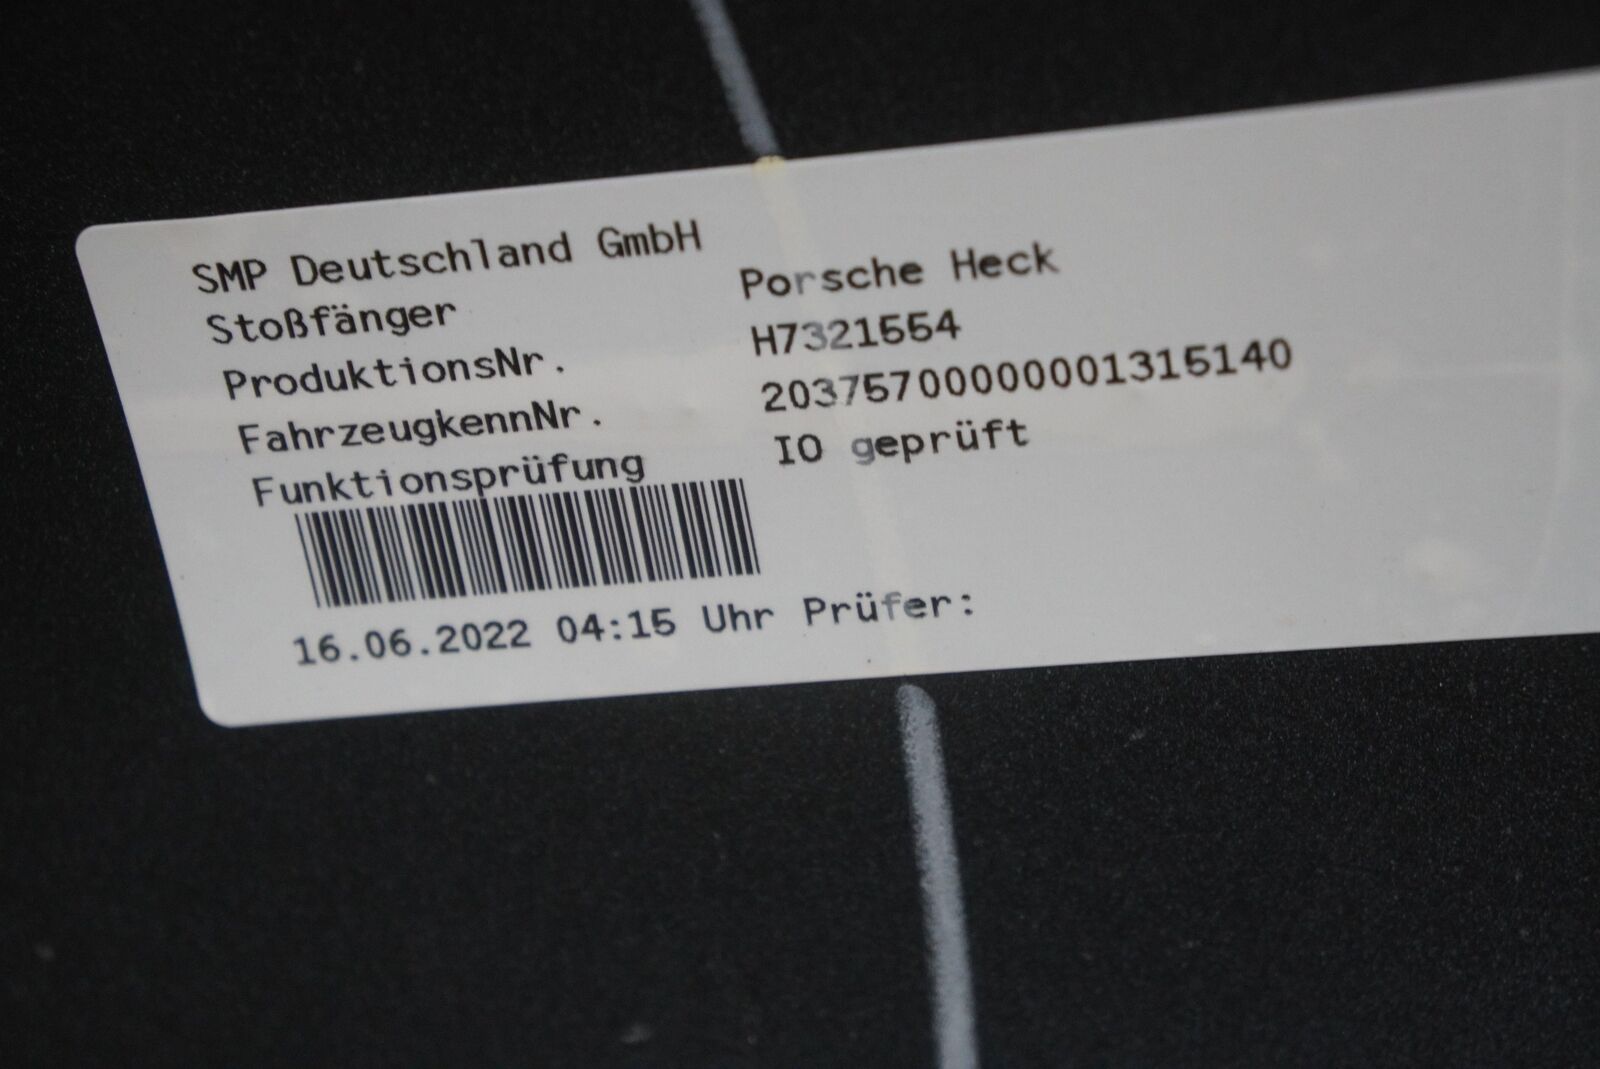 SMP Deutschland GmbH
Stoßfänger Porsche Heck
ProduktionsNr. H7321554
FahrzeugkennNr. 20375700000001315140
Funktionsprüfung IO geprüft
16.06.2022 04:15 Uhr Prüfer: